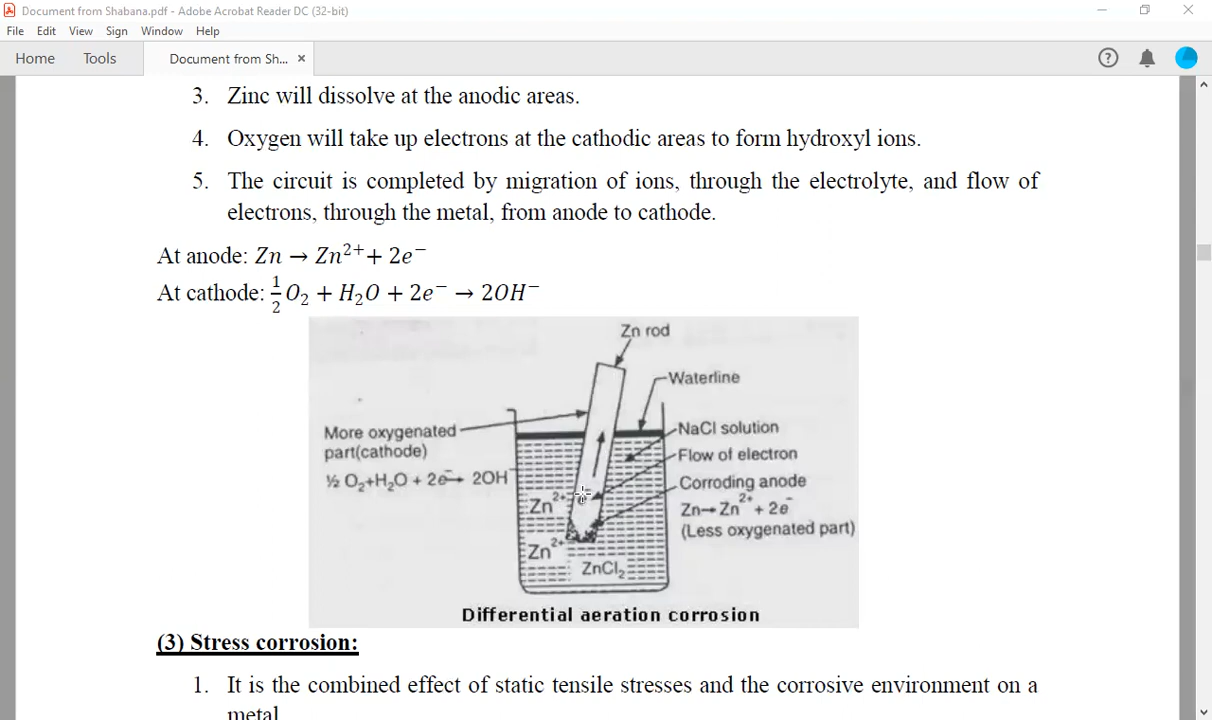 Document from Shabana.pdf - Adobe Acrobat Reader DC (32-bit)
File Edit View Sign Window Help
Home Tools Document from Sh... ×
3. Zinc will dissolve at the anodic areas.
4. Oxygen will take up electrons at the cathodic areas to form hydroxyl ions.
5. The circuit is completed by migration of ions, through the electrolyte, and flow of
electrons, through the metal, from anode to cathode.
At anode: Zn → Zn²⁺ + 2e⁻
At cathode: ½O₂ + H₂O + 2e⁻ → 2OH⁻
Zn rod
Waterline
More oxygenated
part(cathode)
½ O₂+H₂O + 2e⁻→ 2OH⁻
NaCl solution
Flow of electron
Corroding anode
Zn→Zn²⁺ + 2e⁻
(Less oxygenated part)
Zn²⁺
Zn²⁺
ZnCl₂
Differential aeration corrosion
(3) Stress corrosion:
1. It is the combined effect of static tensile stresses and the corrosive environment on a
metal